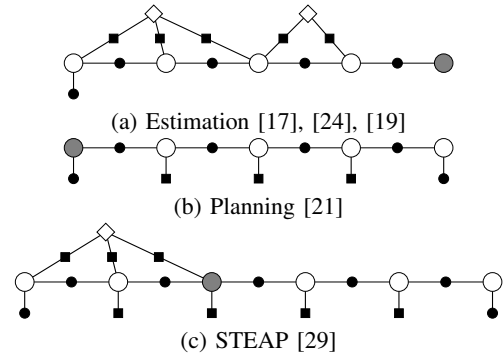 (a) Estimation [17], [24], [19]
(b) Planning [21]
(c) STEAP [29]